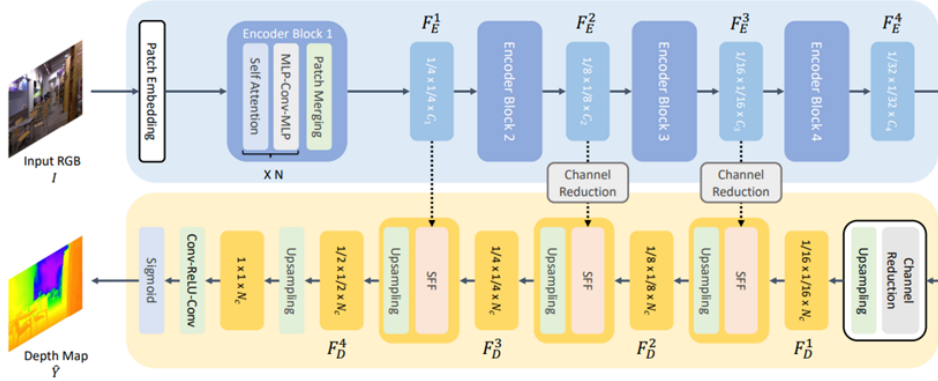 Input RGB
I
Patch Embedding
Encoder Block 1
Self Attention
MLP-Conv-MLP
Patch Merging
X N
F_E^1
1/4 x 1/4 x C_1
Encoder Block 2
F_E^2
1/8 x 1/8 x C_2
Encoder Block 3
F_E^3
1/16 x 1/16 x C_3
Encoder Block 4
F_E^4
1/32 x 1/32 x C_4
Channel
Reduction
Channel
Reduction
Channel
Reduction
Upsampling
1/16 x 1/16 x N_c
F_D^1
SFF
Upsampling
1/8 x 1/8 x N_c
F_D^2
SFF
Upsampling
1/4 x 1/4 x N_c
F_D^3
SFF
Upsampling
1/2 x 1/2 x N_c
F_D^4
Upsampling
1 x 1 x N_c
Conv-ReLU-Conv
Sigmoid
Depth Map
Ŷ